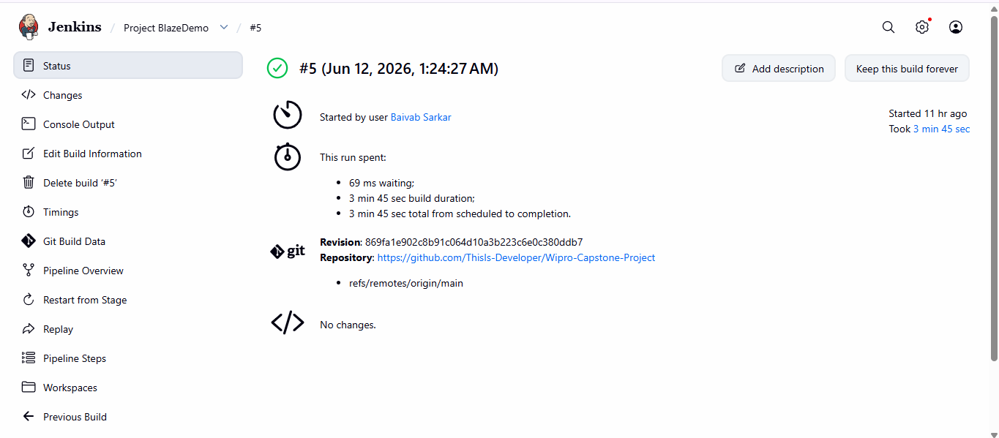 Jenkins / Project BlazeDemo / #5
Status
Changes
Console Output
Edit Build Information
Delete build ‘#5’
Timings
Git Build Data
Pipeline Overview
Restart from Stage
Replay
Pipeline Steps
Workspaces
Previous Build
#5 (Jun 12, 2026, 1:24:27 AM)
Add description
Keep this build forever
Started by user Baivab Sarkar
Started 11 hr ago
Took 3 min 45 sec
This run spent:
69 ms waiting;
3 min 45 sec build duration;
3 min 45 sec total from scheduled to completion.
git
Revision: 869fa1e902c8b91c064d10a3b223c6e0c380ddb7
Repository: https://github.com/ThisIs-Developer/Wipro-Capstone-Project
refs/remotes/origin/main
No changes.